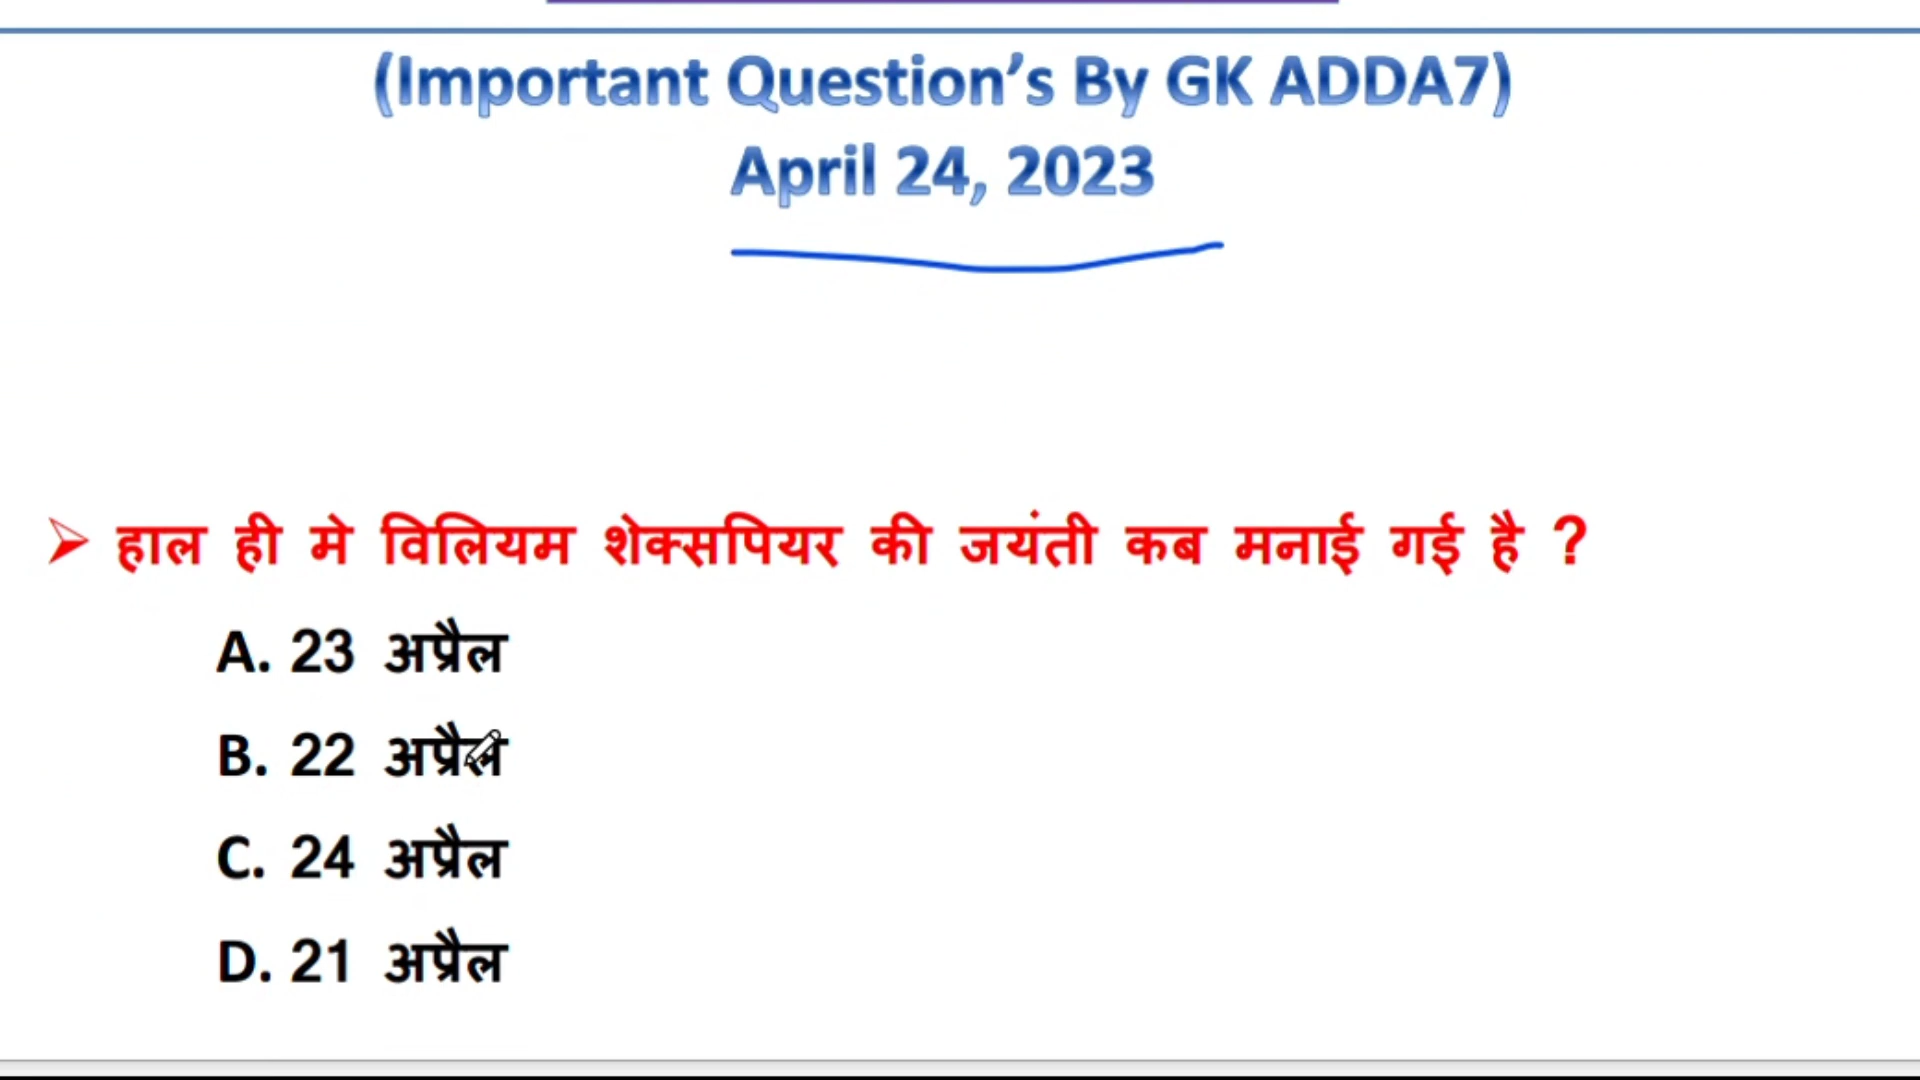 (Important Question’s By GK ADDA7)
April 24, 2023
हाल ही मे विलियम शेक्सपियर की जयंती कब मनाई गई है ?
A. 23 अप्रैल
B. 22 अप्रैल
C. 24 अप्रैल
D. 21 अप्रैल